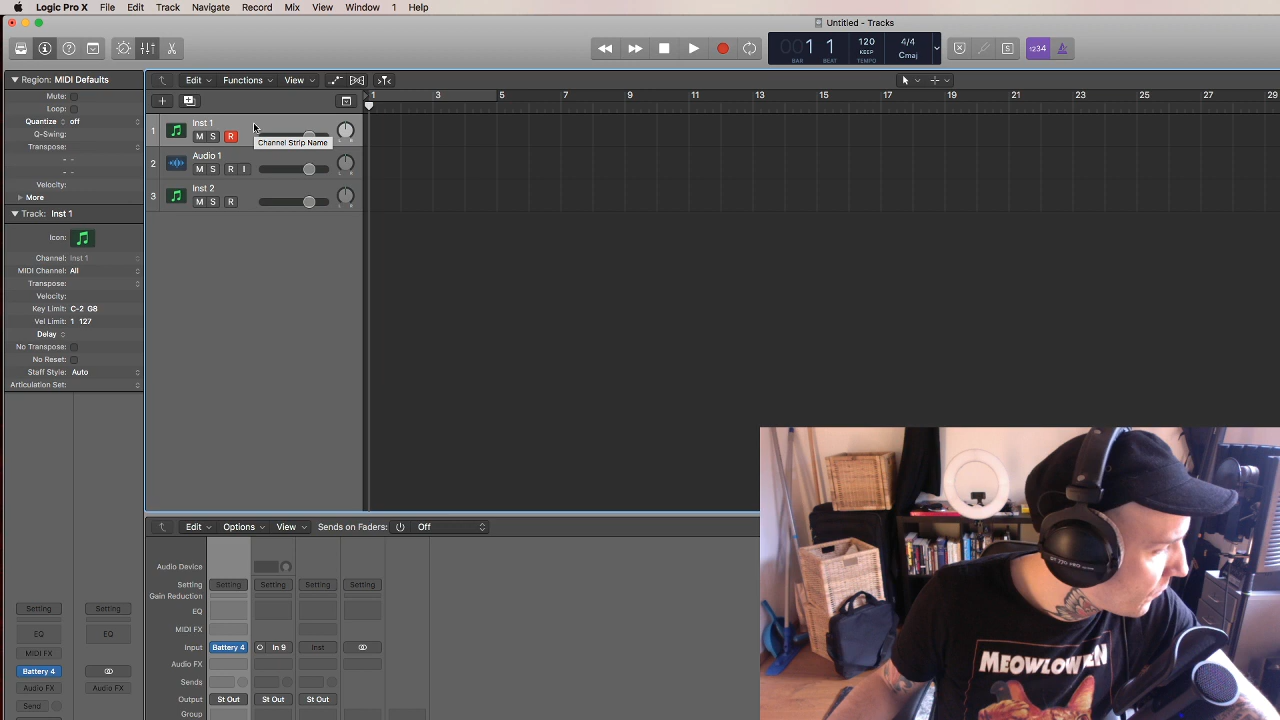 Logic Pro X File Edit Track Navigate Record Mix View Window 1 Help
Untitled - Tracks
001 1
BAR BEAT
120
KEEP
TEMPO
4/4
Cmaj
1234
Region: MIDI Defaults
Mute:
Loop:
Quantize off
Q-Swing:
Transpose:
- -
- -
Velocity:
More
Track: Inst 1
Icon:
Channel: Inst 1
MIDI Channel: All
Transpose:
Velocity:
Key Limit: C-2 G8
Vel Limit: 1 127
Delay
No Transpose:
No Reset:
Staff Style: Auto
Articulation Set:
Setting Setting
EQ EQ
MIDI FX
Battery 4
Audio FX Audio FX
Send
Edit Functions View
1 3 5 7 9 11 13 15 17 19 21 23 25 27 29
1 Inst 1
M S R
L R
Channel Strip Name
2 Audio 1
M S R I
L R
3 Inst 2
M S R
L R
Edit Options View Sends on Faders: Off
Audio Device
Setting Setting Setting Setting Setting
Gain Reduction
EQ
MIDI FX
Input Battery 4 In 9 Inst
Audio FX
Sends
Output St Out St Out St Out
Group
DT 770 PRO
MEOWLOWEEN